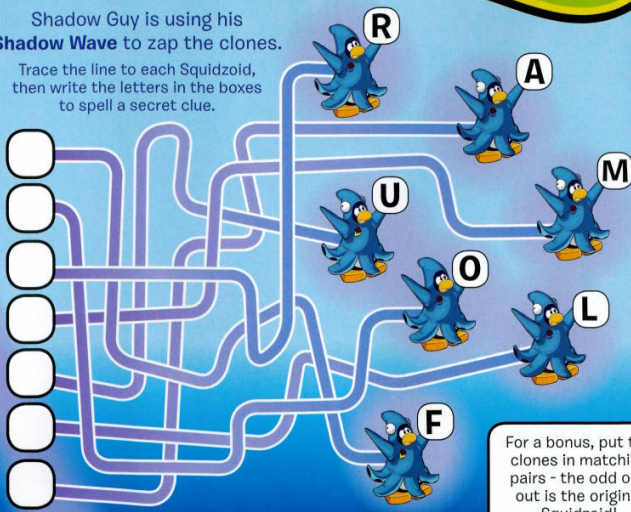 Shadow Guy is using his
Shadow Wave to zap the clones.
Trace the line to each Squidzoid,
then write the letters in the boxes
to spell a secret clue.
R
A
M
U
O
L
F
For a bonus, put t
clones in matchi
pairs - the odd o
out is the origin
Squidzoid!